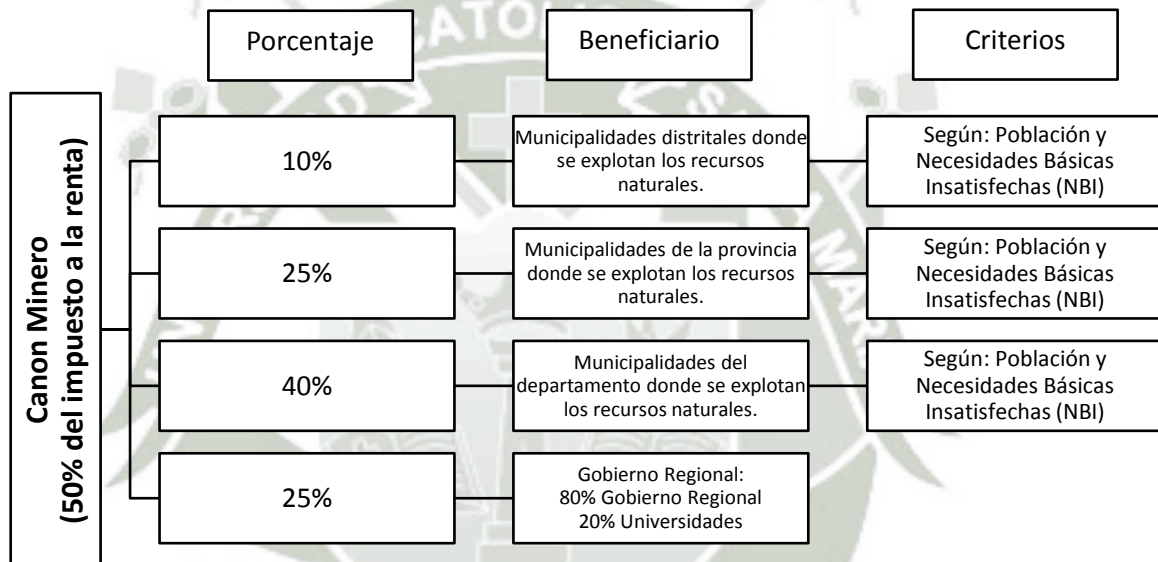 Porcentaje
Beneficiario
Criterios
Canon Minero
(50% del impuesto a la renta)
10%
Municipalidades distritales donde
se explotan los recursos
naturales.
Según: Población y
Necesidades Básicas
Insatisfechas (NBI)
25%
Municipalidades de la provincia
donde se explotan los recursos
naturales.
Según: Población y
Necesidades Básicas
Insatisfechas (NBI)
40%
Municipalidades del
departamento donde se explotan
los recursos naturales.
Según: Población y
Necesidades Básicas
Insatisfechas (NBI)
25%
Gobierno Regional:
80% Gobierno Regional
20% Universidades